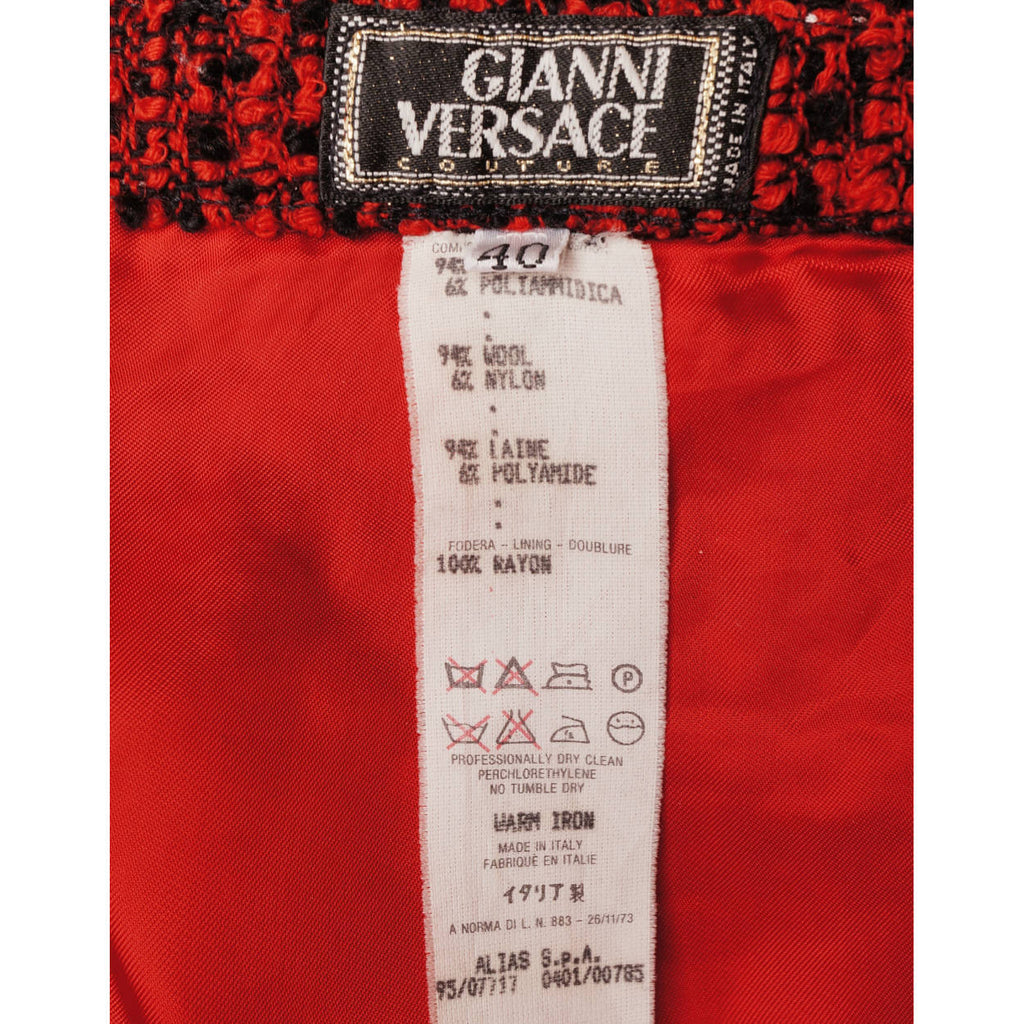 GIANNI
VERSACE
COUTURE
MADE IN ITALY
40
94%
6% POLIAMMIDICA
94% WOOL
6% NYLON
94% LAINE
6% POLYAMIDE
FODERA - LINING - DOUBLURE
100% RAYON
P
PROFESSIONALLY DRY CLEAN
PERCHLORETHYLENE
NO TUMBLE DRY
WARM IRON
MADE IN ITALY
FABRIQUÉ EN ITALIE
イタリア製
A NORMA DI L. N. 883 - 26/11/73
ALIAS S.p.A.
95/07717 0401/00785